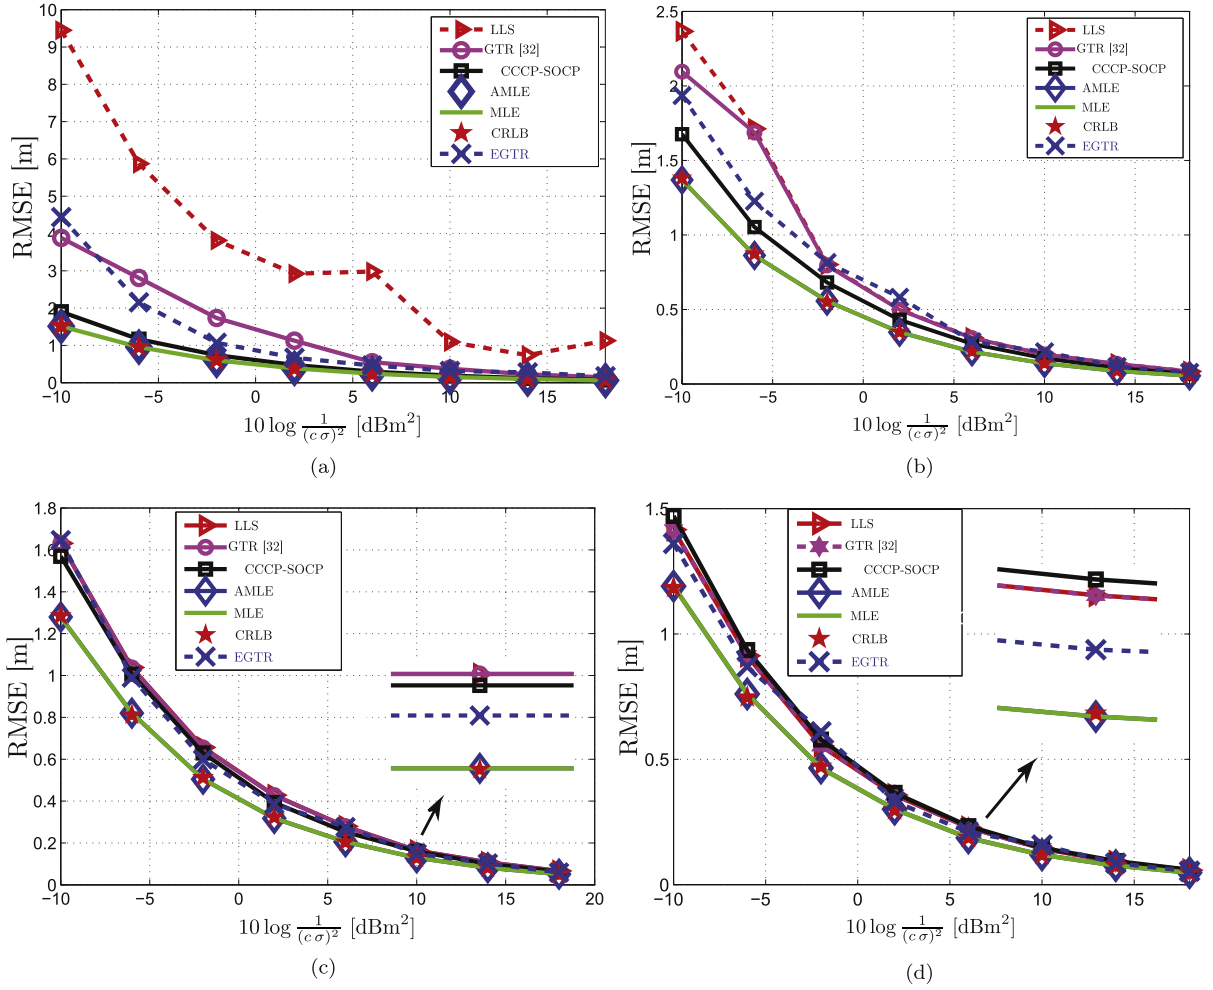 10
9
8
7
6
5
4
3
2
1
0
RMSE [m]
LLS
GTR [32]
CCCP-SOCP
AMLE
MLE
CRLB
EGTR
−10 −5 0 5 10 15
10 log 1/(c σ)² [dBm²]
(a)
2.5
2
1.5
1
0.5
0
RMSE [m]
LLS
GTR [32]
CCCP-SOCP
AMLE
MLE
CRLB
EGTR
−10 −5 0 5 10 15
10 log 1/(c σ)² [dBm²]
(b)
1.8
1.6
1.4
1.2
1
0.8
0.6
0.4
0.2
0
RMSE [m]
LLS
GTR [32]
CCCP-SOCP
AMLE
MLE
CRLB
EGTR
−10 −5 0 5 10 15 20
10 log 1/(c σ)² [dBm²]
(c)
1.5
1
0.5
0
RMSE [m]
LLS
GTR [32]
CCCP-SOCP
AMLE
MLE
CRLB
EGTR
−10 −5 0 5 10 15
10 log 1/(c σ)² [dBm²]
(d)